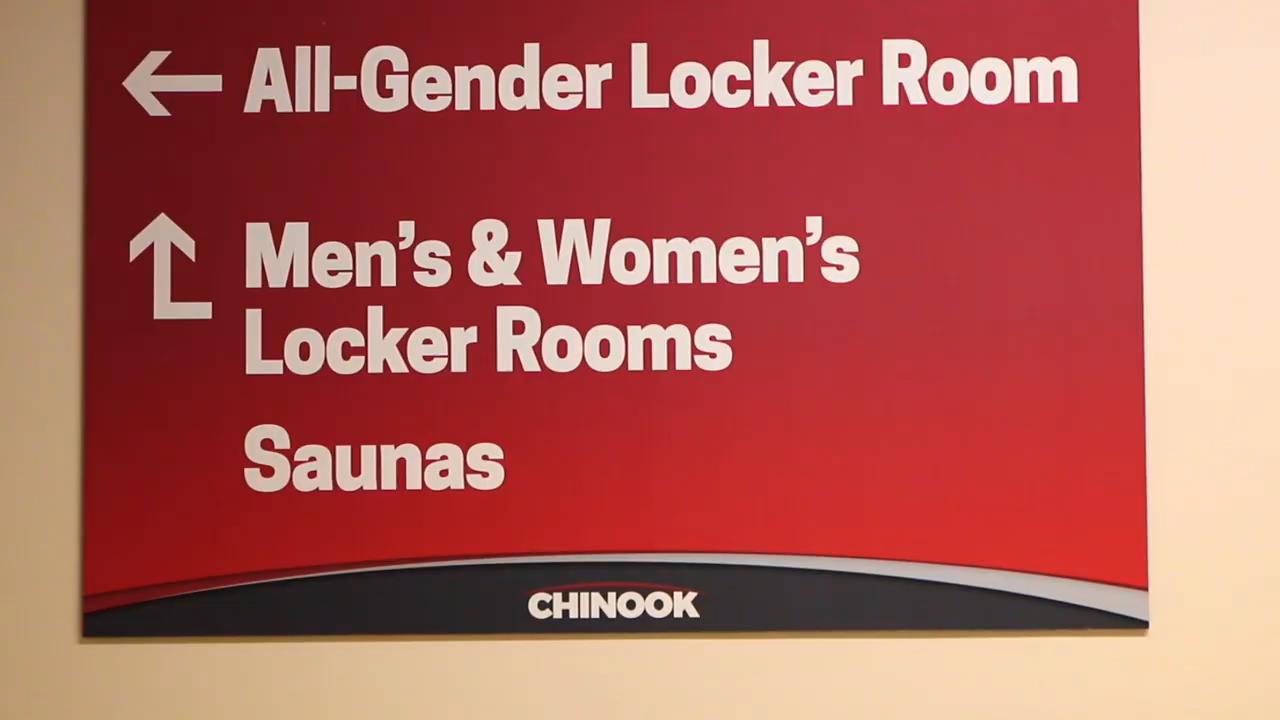 All-Gender Locker Room
Men's & Women's
Locker Rooms
Saunas
CHINOOK